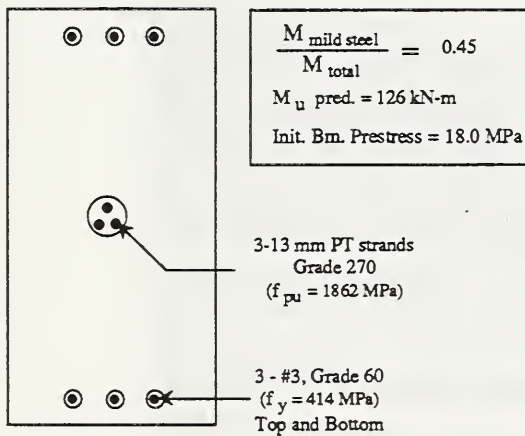 M mild steel
M total
= 0.45
M u pred. = 126 kN-m
Init. Bm. Prestress = 18.0 MPa
3-13 mm PT strands
Grade 270
(f pu = 1862 MPa)
3 - #3, Grade 60
(f y = 414 MPa)
Top and Bottom